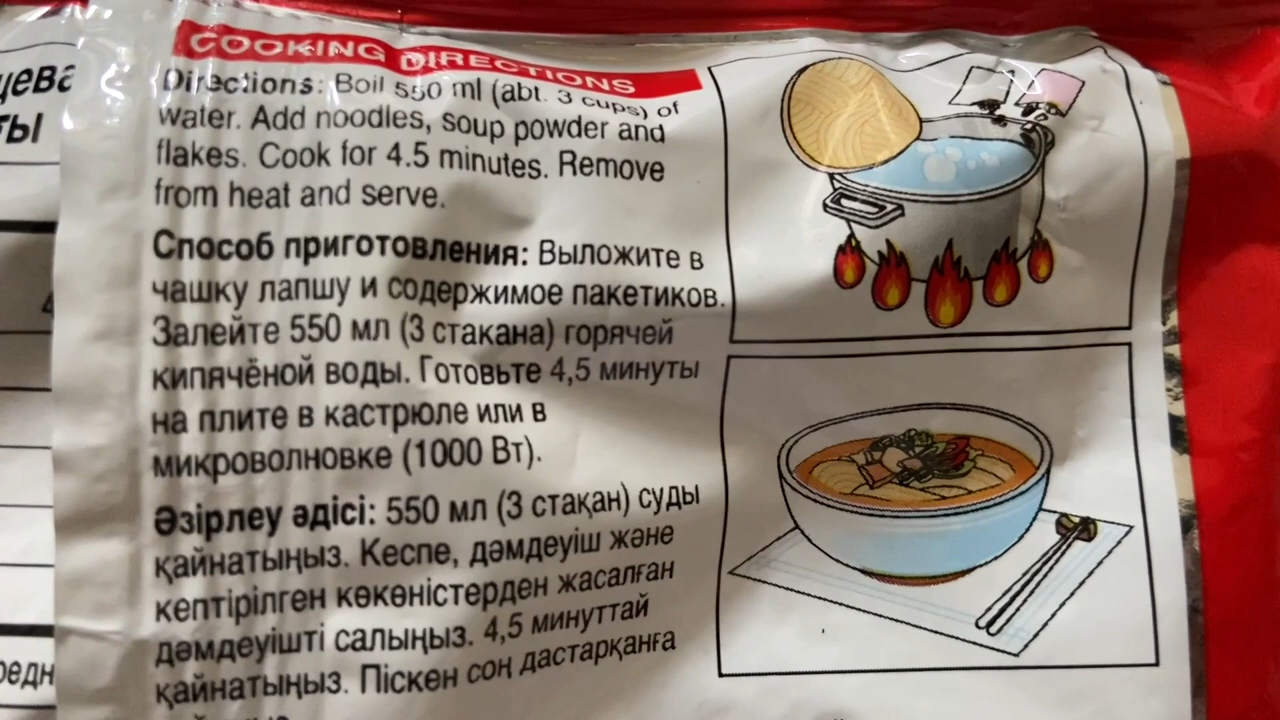 COOKING DIRECTIONS
Directions: Boil 550 ml (abt. 3 cups) of
water. Add noodles, soup powder and
flakes. Cook for 4.5 minutes. Remove
from heat and serve.
Способ приготовления: Выложите в
чашку лапшу и содержимое пакетиков.
Залейте 550 мл (3 стакана) горячей
кипячёной воды. Готовьте 4,5 минуты
на плите в кастрюле или в
микроволновке (1000 Вт).
Әзірлеу әдісі: 550 мл (3 стақан) суды
қайнатыңыз. Кеспе, дәмдеуіш және
кептірілген көкөністерден жасалған
дәмдеуішті салыңыз. 4,5 минуттай
қайнатыңыз. Піскен соң дастарқанға